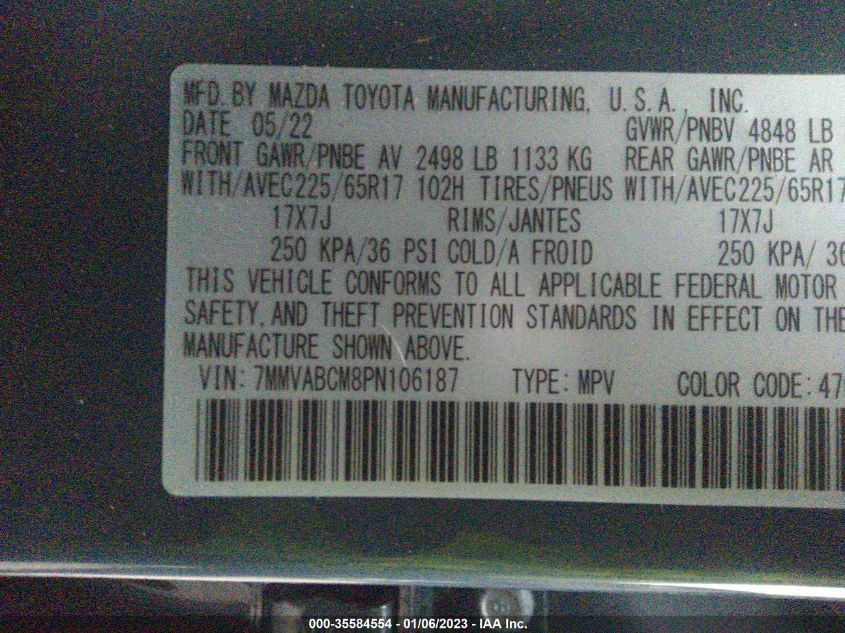 MFD. BY MAZDA TOYOTA MANUFACTURING, U.S.A., INC.
DATE 05/22 GVWR/PNBV 4848 LB
FRONT GAWR/PNBE AV 2498 LB 1133 KG REAR GAWR/PNBE AR
WITH/AVEC225/65R17 102H TIRES/PNEUS WITH/AVEC225/65R17
17X7J RIMS/JANTES 17X7J
250 KPA/36 PSI COLD/A FROID 250 KPA/ 36
THIS VEHICLE CONFORMS TO ALL APPLICABLE FEDERAL MOTOR
SAFETY, AND THEFT PREVENTION STANDARDS IN EFFECT ON THE
MANUFACTURE SHOWN ABOVE.
VIN: 7MMVABCM8PN106187 TYPE: MPV COLOR CODE: 47
000-35584554 - 01/06/2023 - IAA Inc.